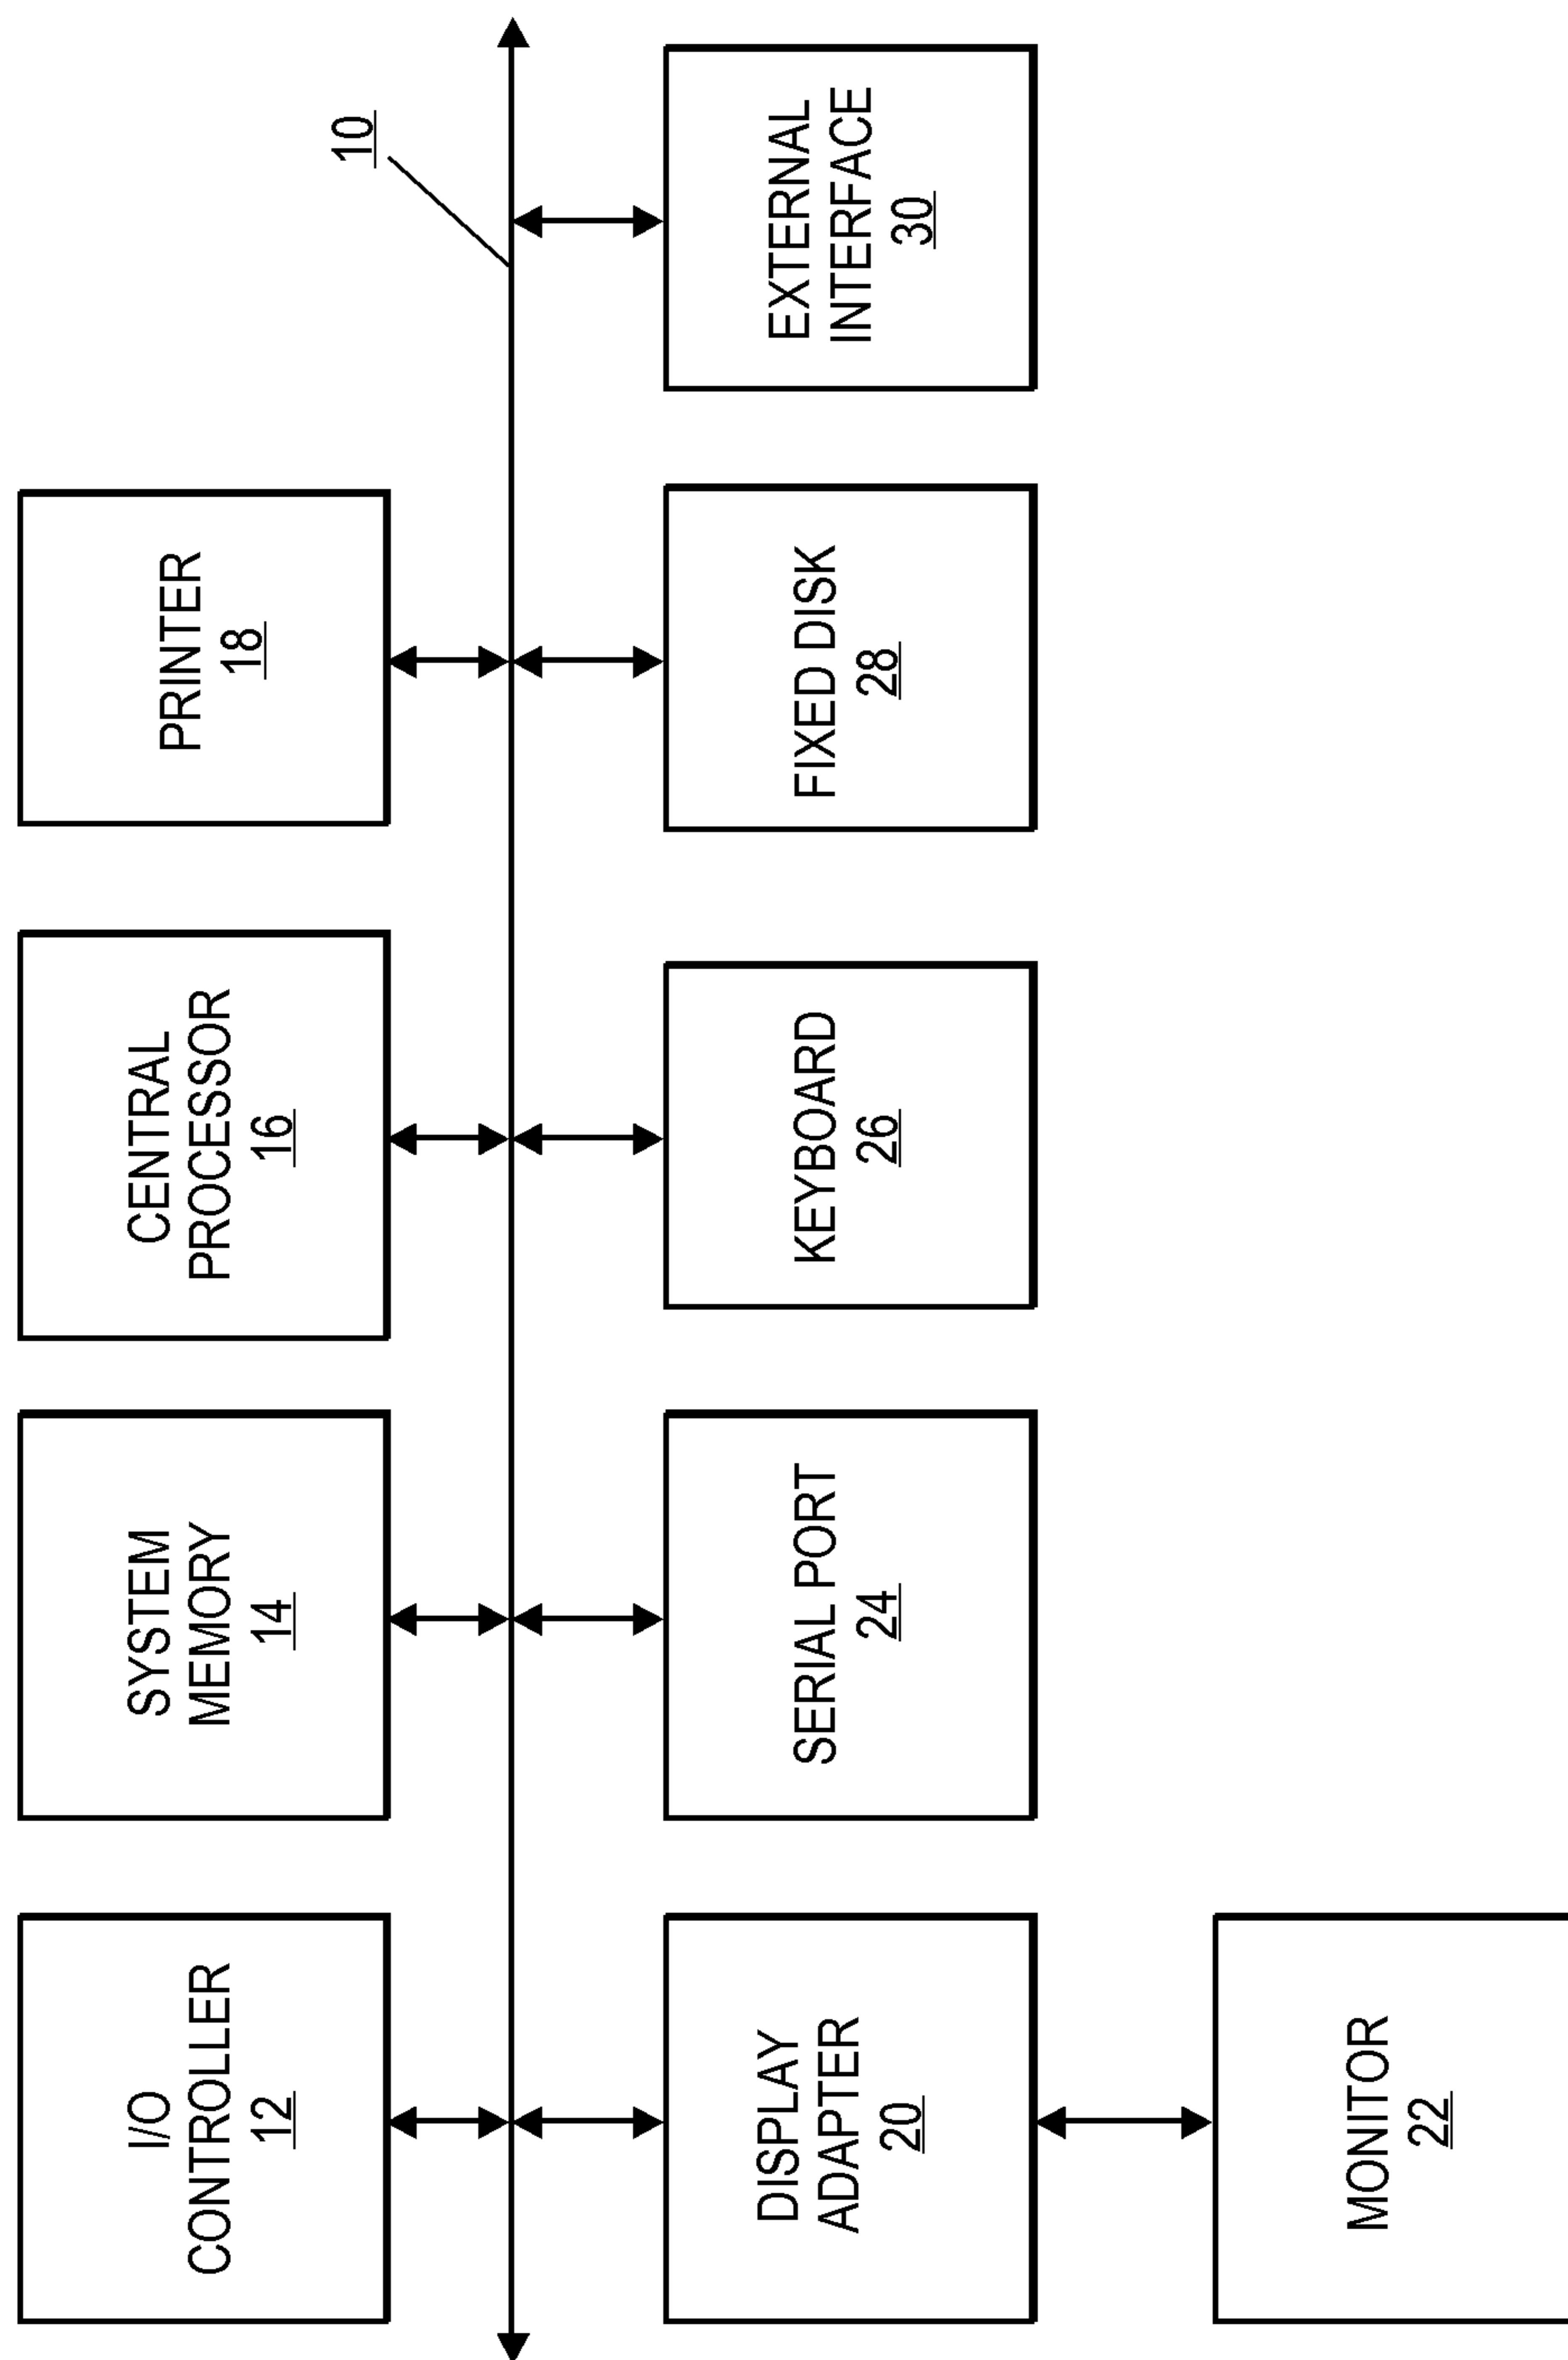 I/O
CONTROLLER
12
SYSTEM
MEMORY
14
CENTRAL
PROCESSOR
16
PRINTER
18
10
DISPLAY
ADAPTER
20
SERIAL PORT
24
KEYBOARD
26
FIXED DISK
28
EXTERNAL
INTERFACE
30
MONITOR
22